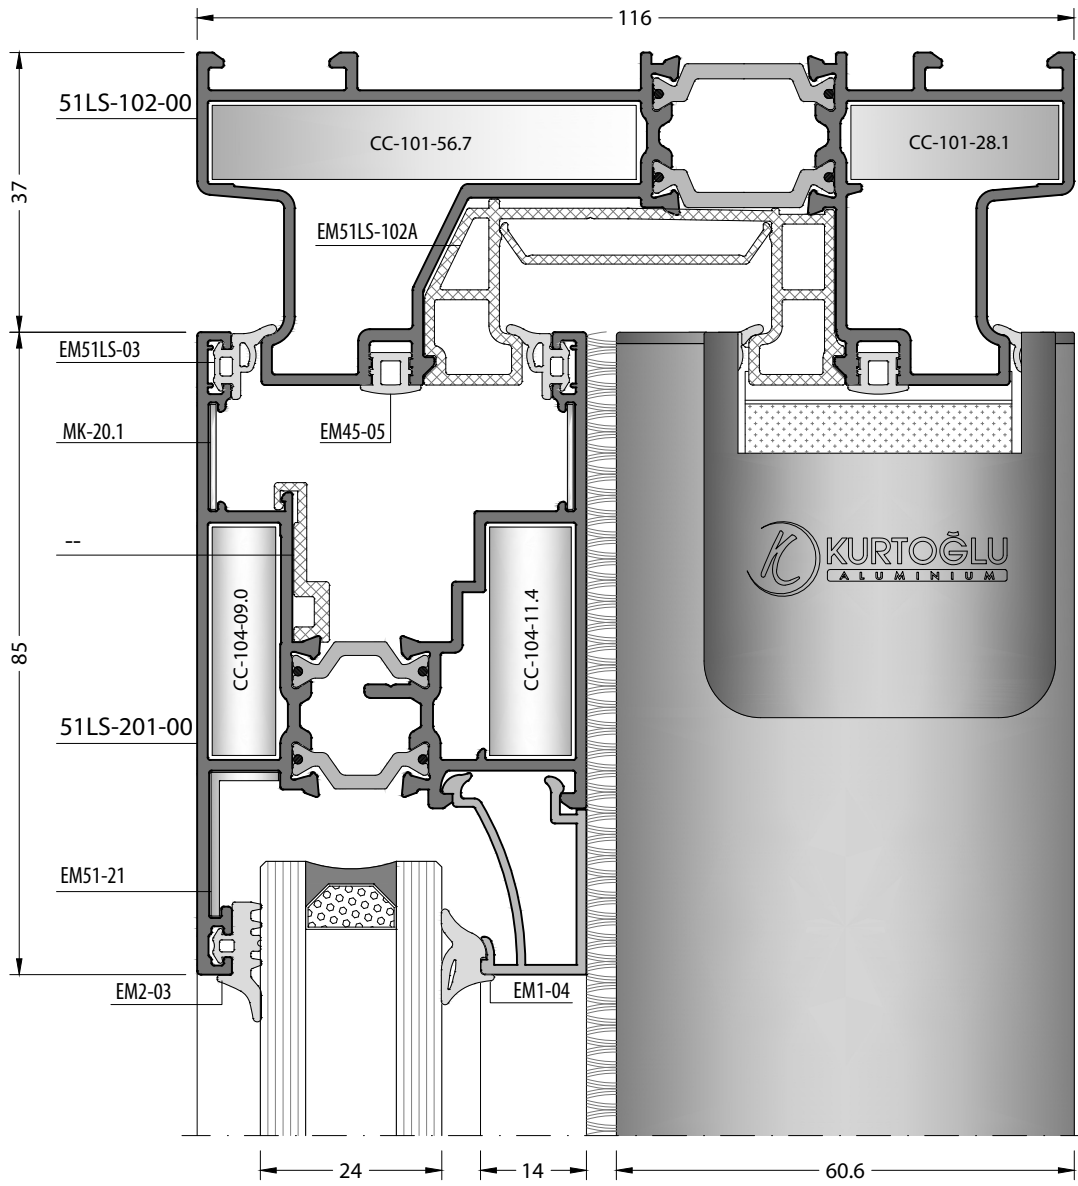 116
51LS-102-00
CC-101-56.7
CC-101-28.1
37
EM51LS-102A
EM51LS-03
MK-20.1
EM45-05
--
KURTOĞLU
ALUMINIUM
CC-104-09.0
CC-104-11.4
85
51LS-201-00
EM51-21
EM2-03
EM1-04
24
14
60.6